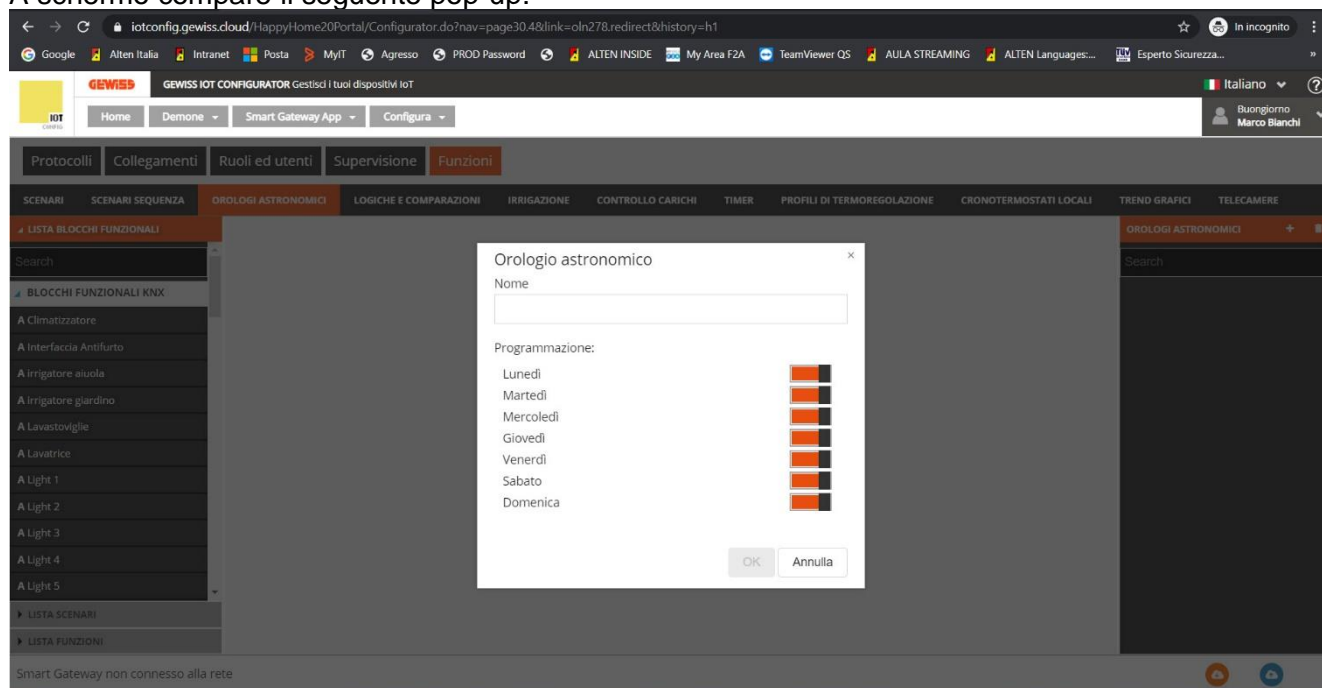 A schermo compare il seguente pop-up:
iotconfig.gewiss.cloud/HappyHome20Portal/Configurator.do?nav=page30.4&link=oln278.redirect&history=h1
In incognito
Google Alten Italia Intranet Posta MyIT Agresso PROD Password ALTEN INSIDE My Area F2A TeamViewer QS AULA STREAMING ALTEN Languages:... Esperto Sicurezza... »
GEWISS GEWISS IOT CONFIGURATOR Gestisci i tuoi dispositivi IoT Italiano
IOT
CONFIG
Home Demone Smart Gateway App Configura
Buongiorno
Marco Bianchi
Protocolli Collegamenti Ruoli ed utenti Supervisione Funzioni
SCENARI SCENARI SEQUENZA OROLOGI ASTRONOMICI LOGICHE E COMPARAZIONI IRRIGAZIONE CONTROLLO CARICHI TIMER PROFILI DI TERMOREGOLAZIONE CRONOTERMOSTATI LOCALI TREND GRAFICI TELECAMERE
LISTA BLOCCHI FUNZIONALI
Search
BLOCCHI FUNZIONALI KNX
A Climatizzatore
A Interfaccia Antifurto
A irrigatore aiuola
A Irrigatore giardino
A Lavastoviglie
A Lavatrice
A Light 1
A Light 2
A Light 3
A Light 4
A Light 5
LISTA SCENARI
LISTA FUNZIONI
Orologio astronomico ×
Nome
Programmazione:
Lunedì
Martedì
Mercoledì
Giovedì
Venerdì
Sabato
Domenica
OK Annulla
OROLOGI ASTRONOMICI +
Search
Smart Gateway non connesso alla rete